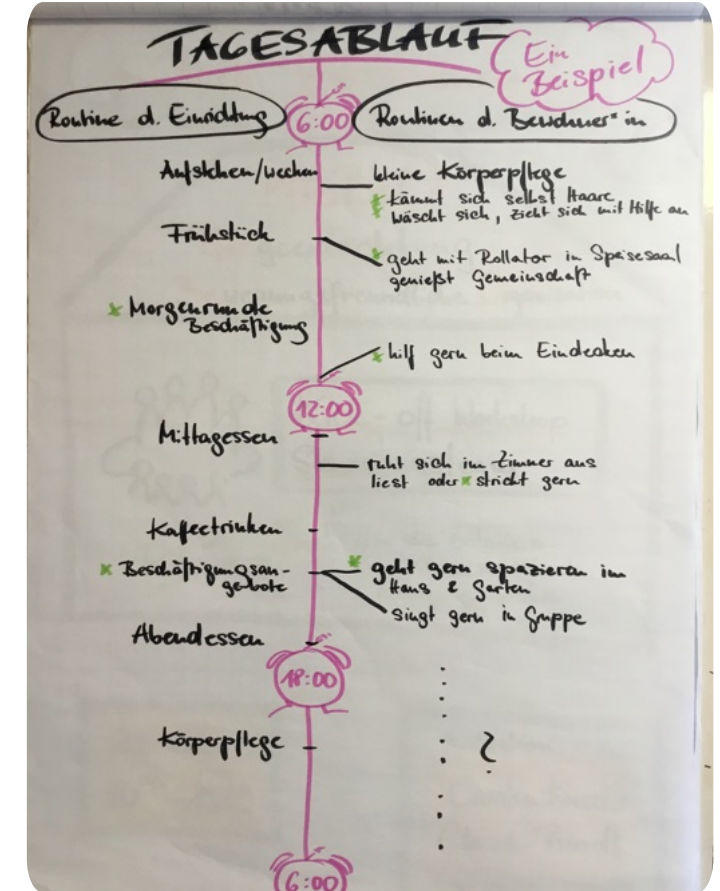 TAGESABLAUF
Ein
Beispiel
Routine d. Einrichtung
6:00
Routinen d. Bewohner*in
Aufstehen/wecken
kleine Körperpflege
* kämmt sich selbst Haare
* wäscht sich, zieht sich mit Hilfe an
Frühstück
* geht mit Rollator in Speisesaal
genießt Gemeinschaft
* Morgenrunde
Beschäftigung
* hilf gern beim Eindecken
12:00
Mittagessen
ruht sich im Zimmer aus
liest oder * strickt gern
Kaffeetrinken
* Beschäftigungsan-
gebote
* geht gern spazieren im
Haus & Garten
singt gern in Gruppe
Abendessen
18:00
Körperpflege
?
6:00